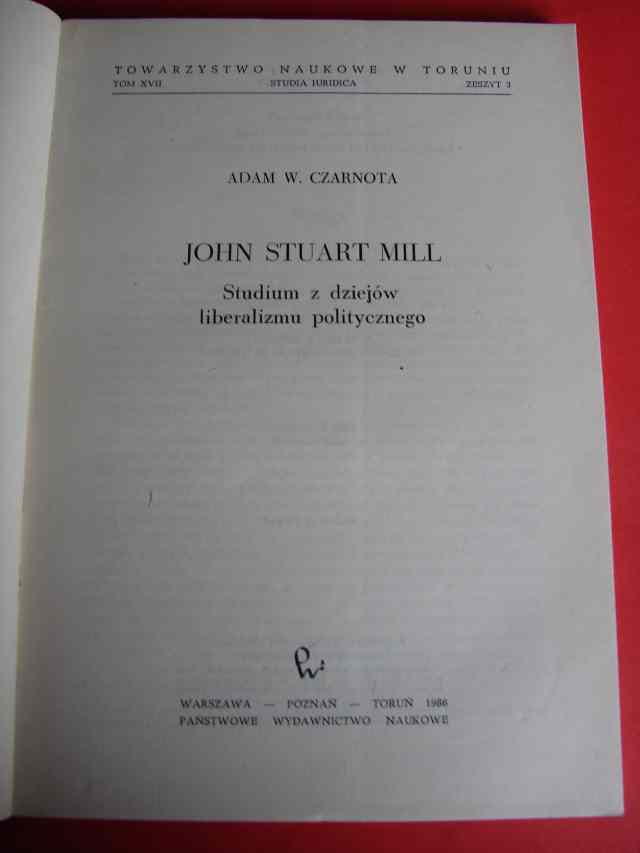 TOWARZYSTWO NAUKOWE W TORUNIU
TOM XVII STUDIA IURIDICA ZESZYT 3
ADAM W. CZARNOTA
JOHN STUART MILL
Studium z dziejów
liberalizmu politycznego
WARSZAWA — POZNAŃ — TORUŃ 1986
PAŃSTWOWE WYDAWNICTWO NAUKOWE